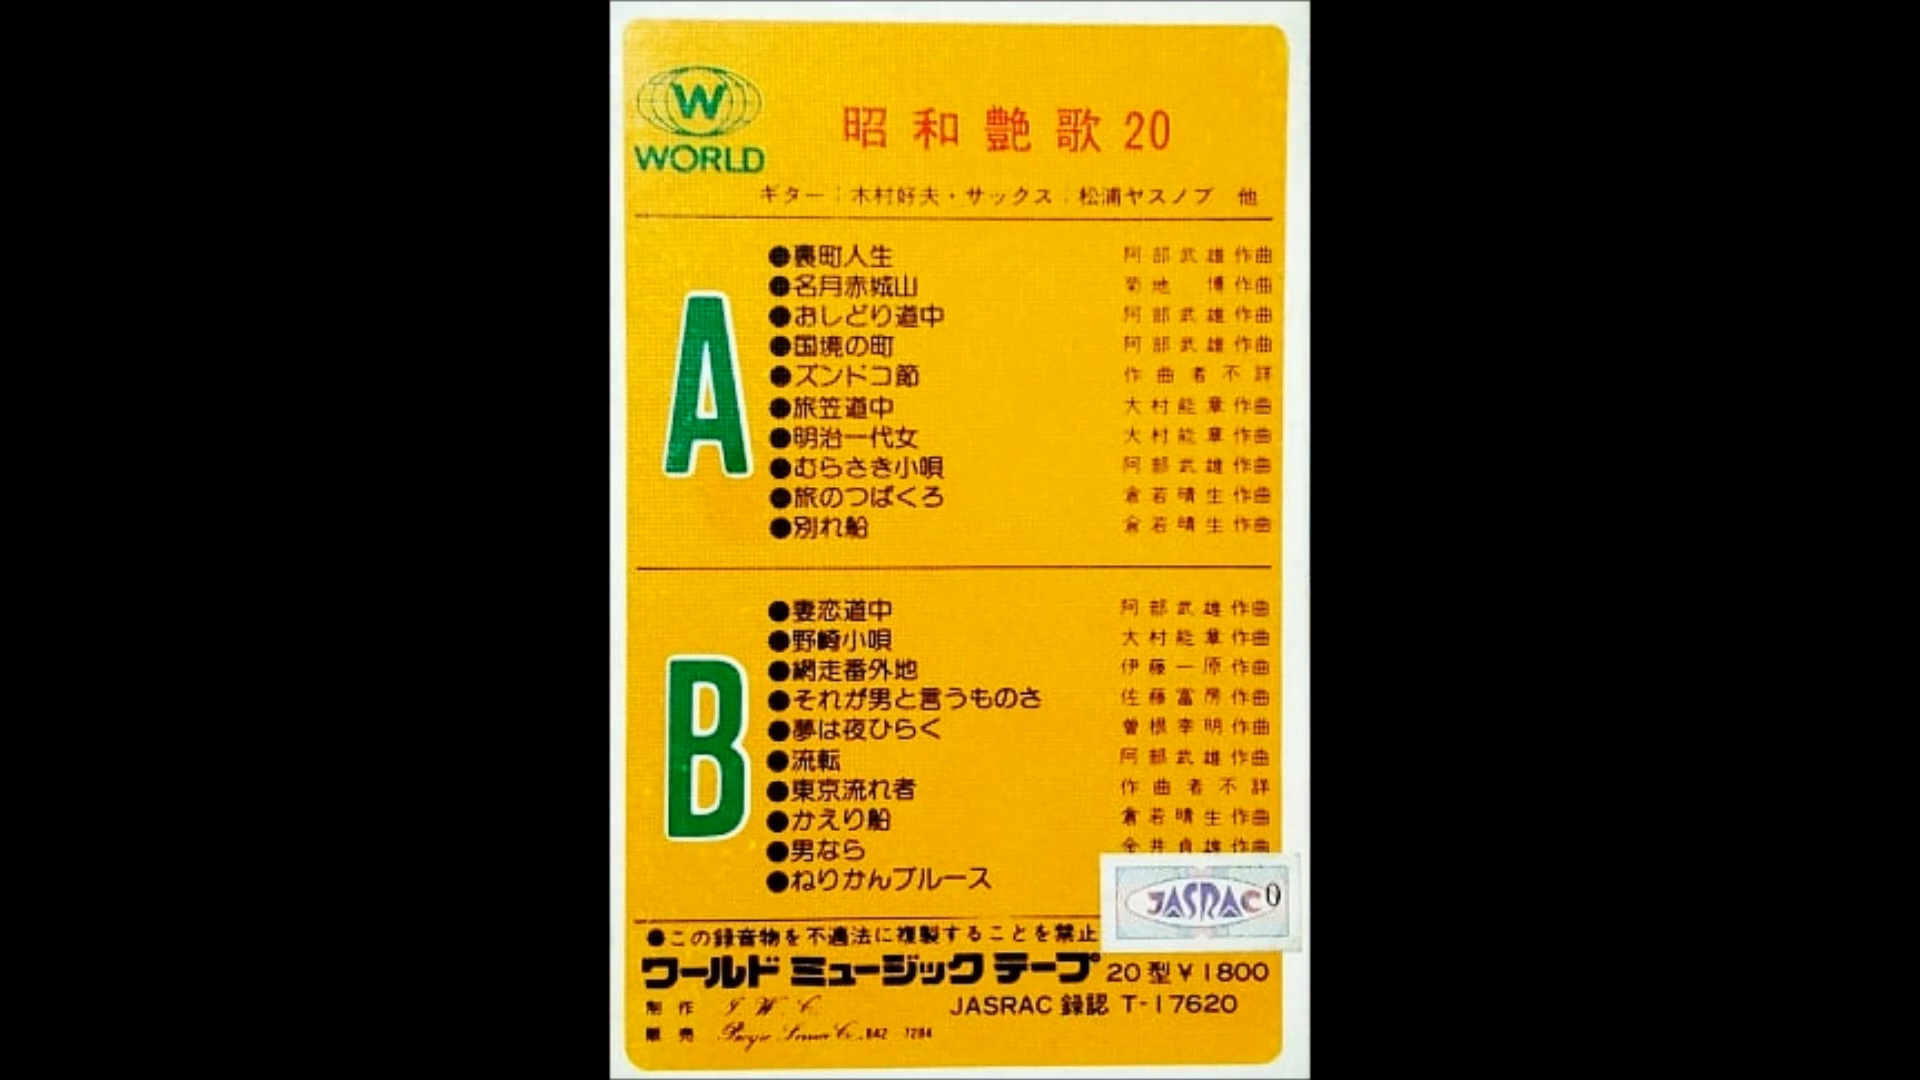 W
WORLD
昭和艶歌20
ギター：木村好夫・サックス：松浦ヤスノブ 他
A
●裏町人生 阿部武雄作曲
●名月赤城山 菊地 博作曲
●おしどり道中 阿部武雄作曲
●国境の町 阿部武雄作曲
●ズンドコ節 作曲者不詳
●旅笠道中 大村能章作曲
●明治一代女 大村能章作曲
●むらさき小唄 阿部武雄作曲
●旅のつばくろ 倉若晴生作曲
●別れ船 倉若晴生作曲
B
●妻恋道中 阿部武雄作曲
●野崎小唄 大村能章作曲
●網走番外地 伊藤一原作曲
●それが男と言うものさ 佐藤富房作曲
●夢は夜ひらく 曽根幸明作曲
●流転 阿部武雄作曲
●東京流れ者 作曲者不詳
●かえり船 倉若晴生作曲
●男なら 井貞雄作曲
●ねりかんブルース
JASRAC 0
●この録音物を不適法に複製することを禁止
ワールド ミュージック テープ 20型¥1800
制作 I.W.C. JASRAC 録認 T-17620
販売 842 7284